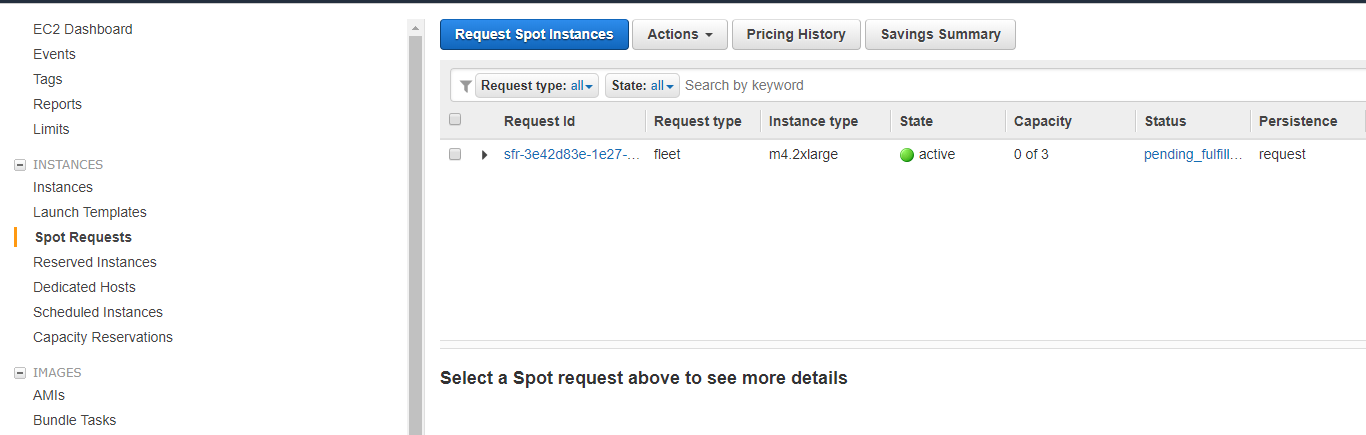 EC2 Dashboard
Events
Tags
Reports
Limits
INSTANCES
Instances
Launch Templates
Spot Requests
Reserved Instances
Dedicated Hosts
Scheduled Instances
Capacity Reservations
IMAGES
AMIs
Bundle Tasks
Request Spot Instances Actions Pricing History Savings Summary
Request type: all State: all Search by keyword
Request Id Request type Instance type State Capacity Status Persistence
sfr-3e42d83e-1e27-... fleet m4.2xlarge active 0 of 3 pending_fulfill... request
Select a Spot request above to see more details